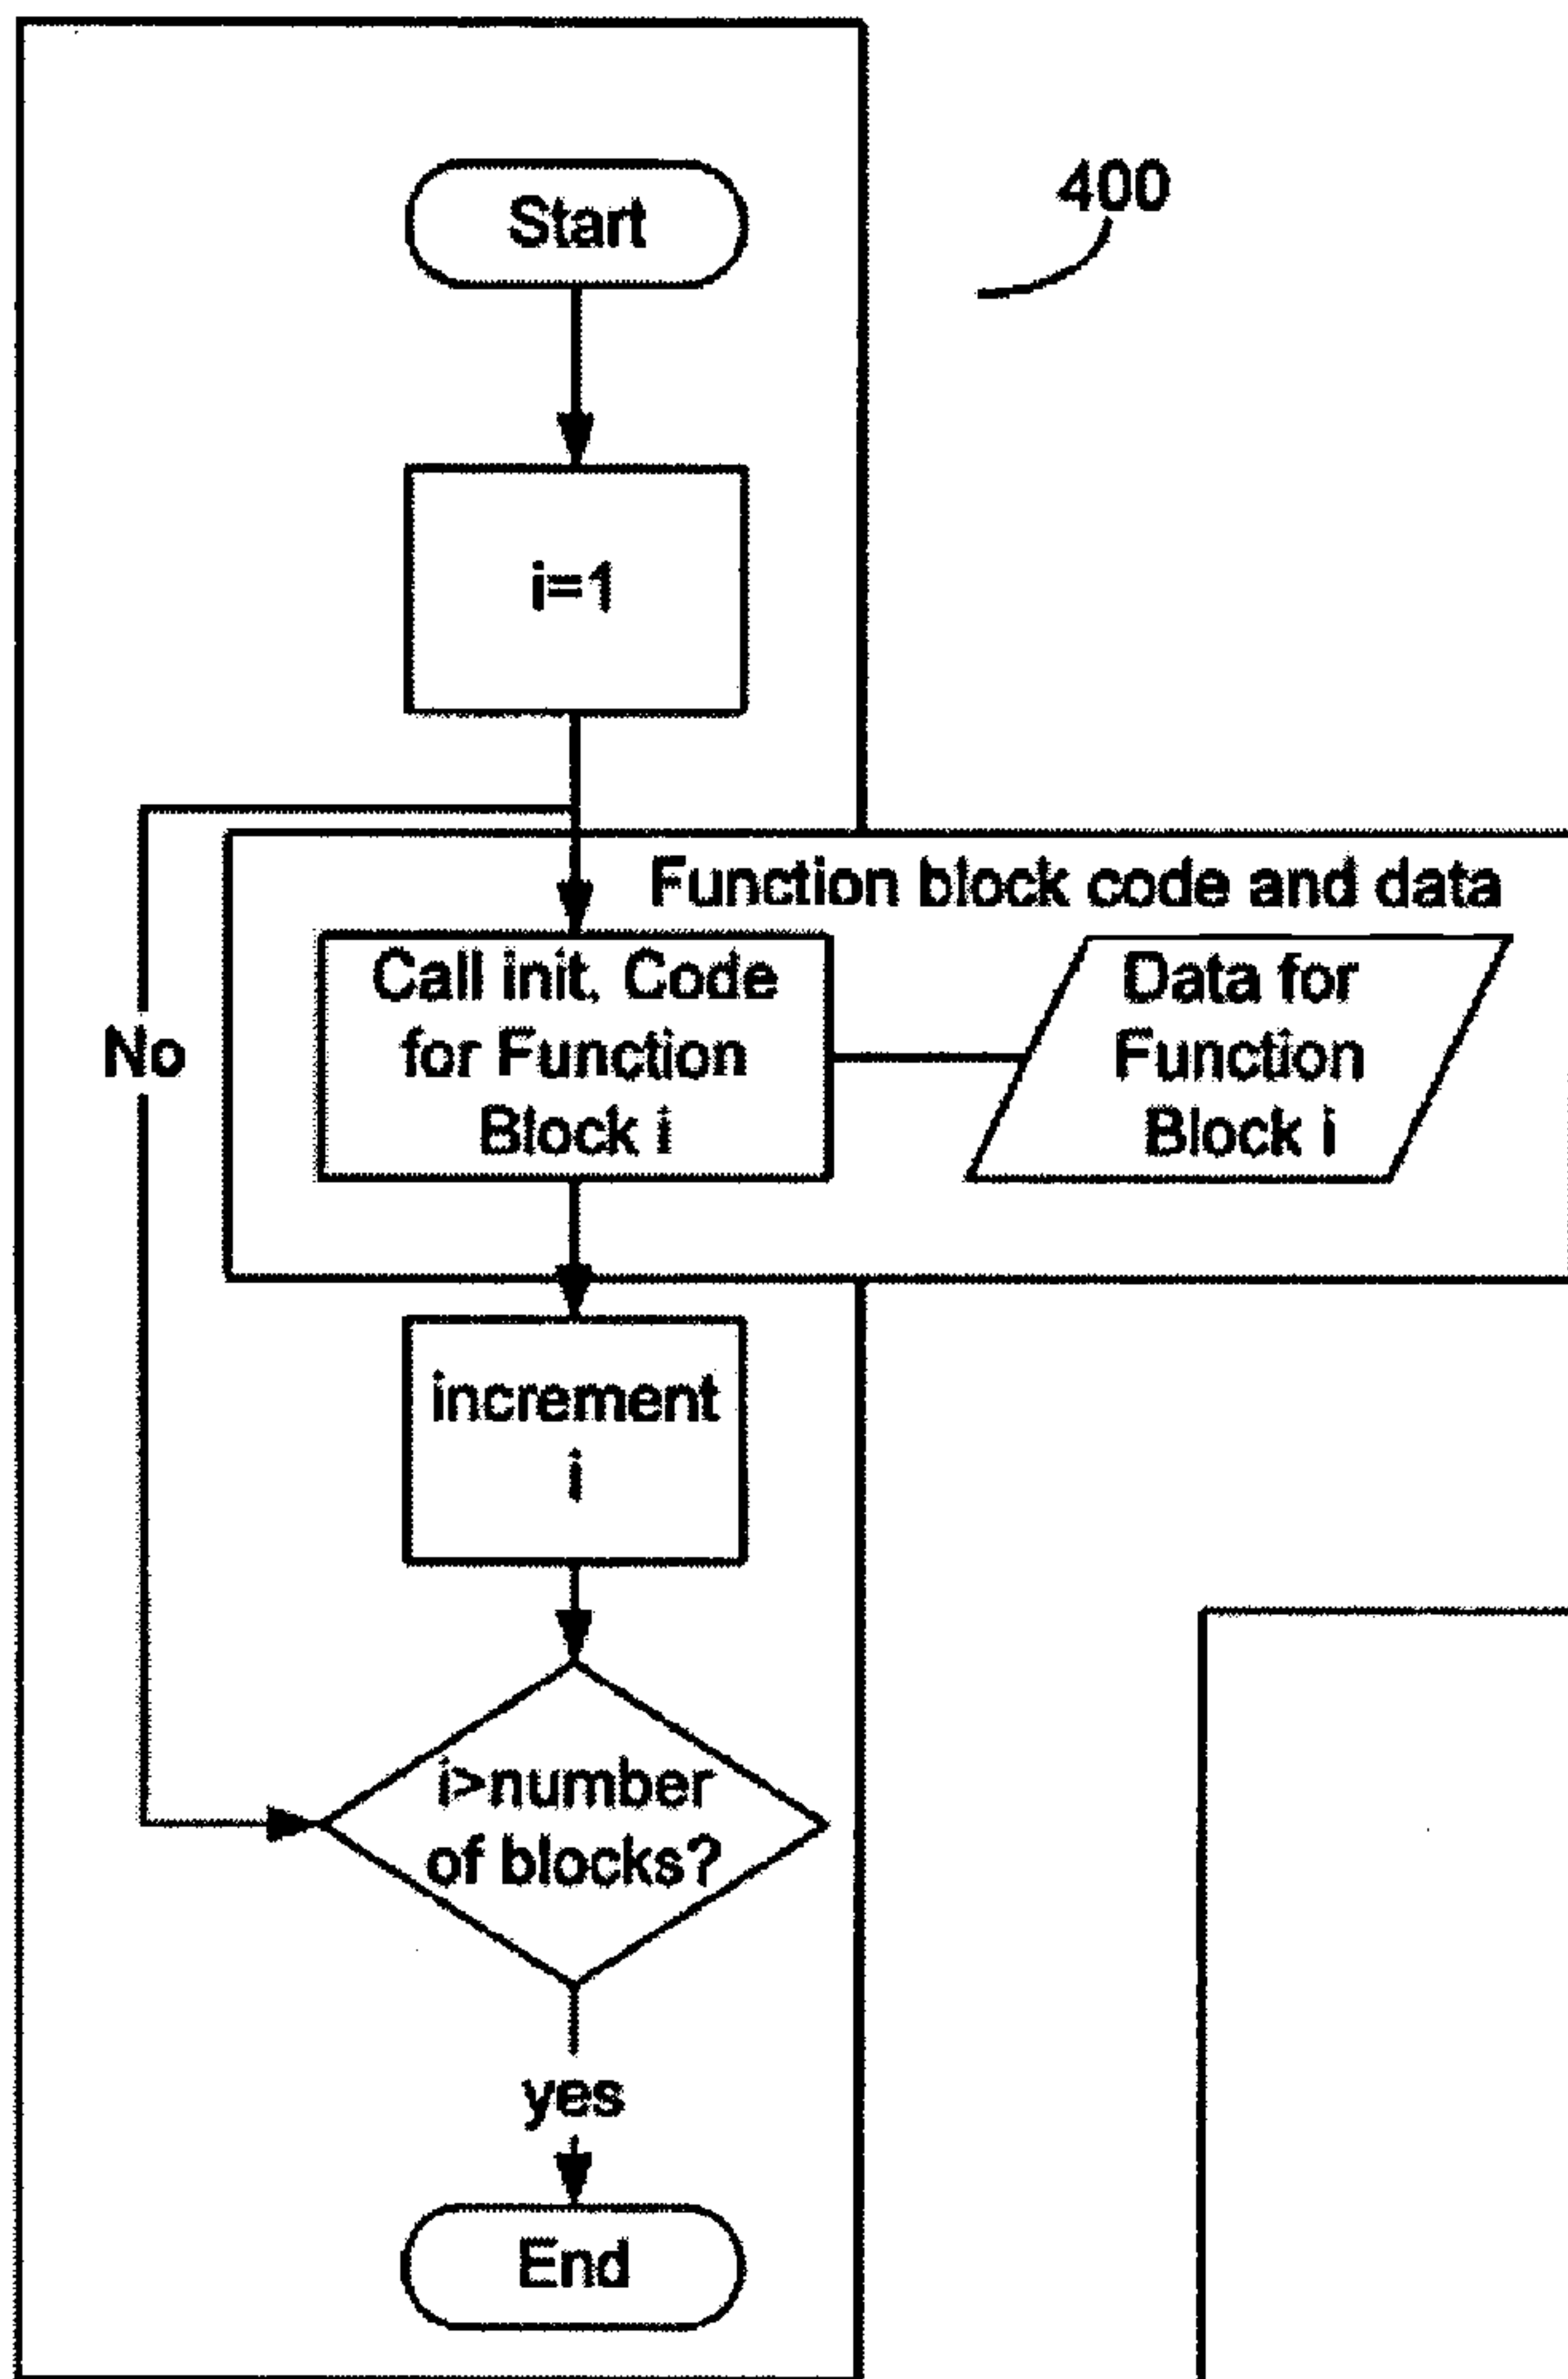 Start
400
i=1
Function block code and data
Call init. Code
for Function
Block i
Data for
Function
Block i
No
increment
i
i>number
of blocks?
yes
End